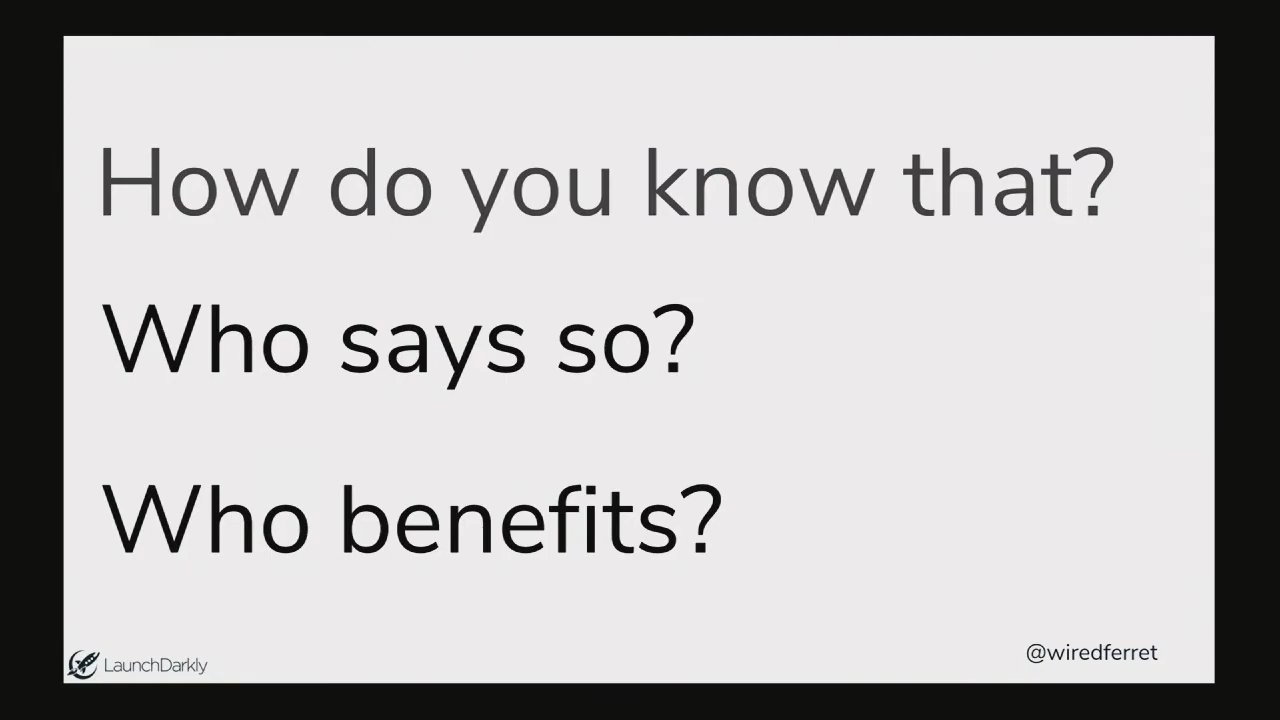 How do you know that?
Who says so?
Who benefits?
LaunchDarkly
@wiredferret